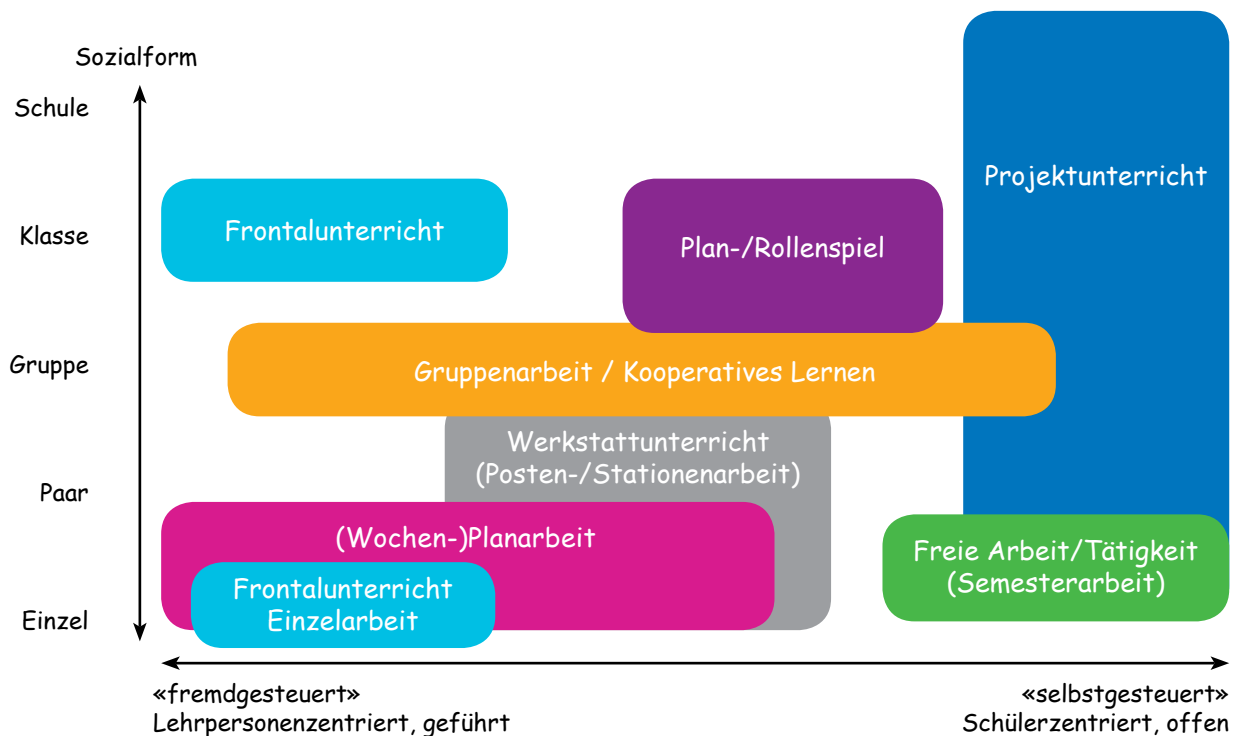 Sozialform
Schule
Projektunterricht
Klasse
Frontalunterricht
Plan-/Rollenspiel
Gruppe
Gruppenarbeit / Kooperatives Lernen
Werkstattunterricht
(Posten-/Stationenarbeit)
Paar
(Wochen-)Planarbeit
Freie Arbeit/Tätigkeit
(Semesterarbeit)
Frontalunterricht
Einzelarbeit
Einzel
«fremdgesteuert»
Lehrpersonenzentriert, geführt
«selbstgesteuert»
Schülerzentriert, offen